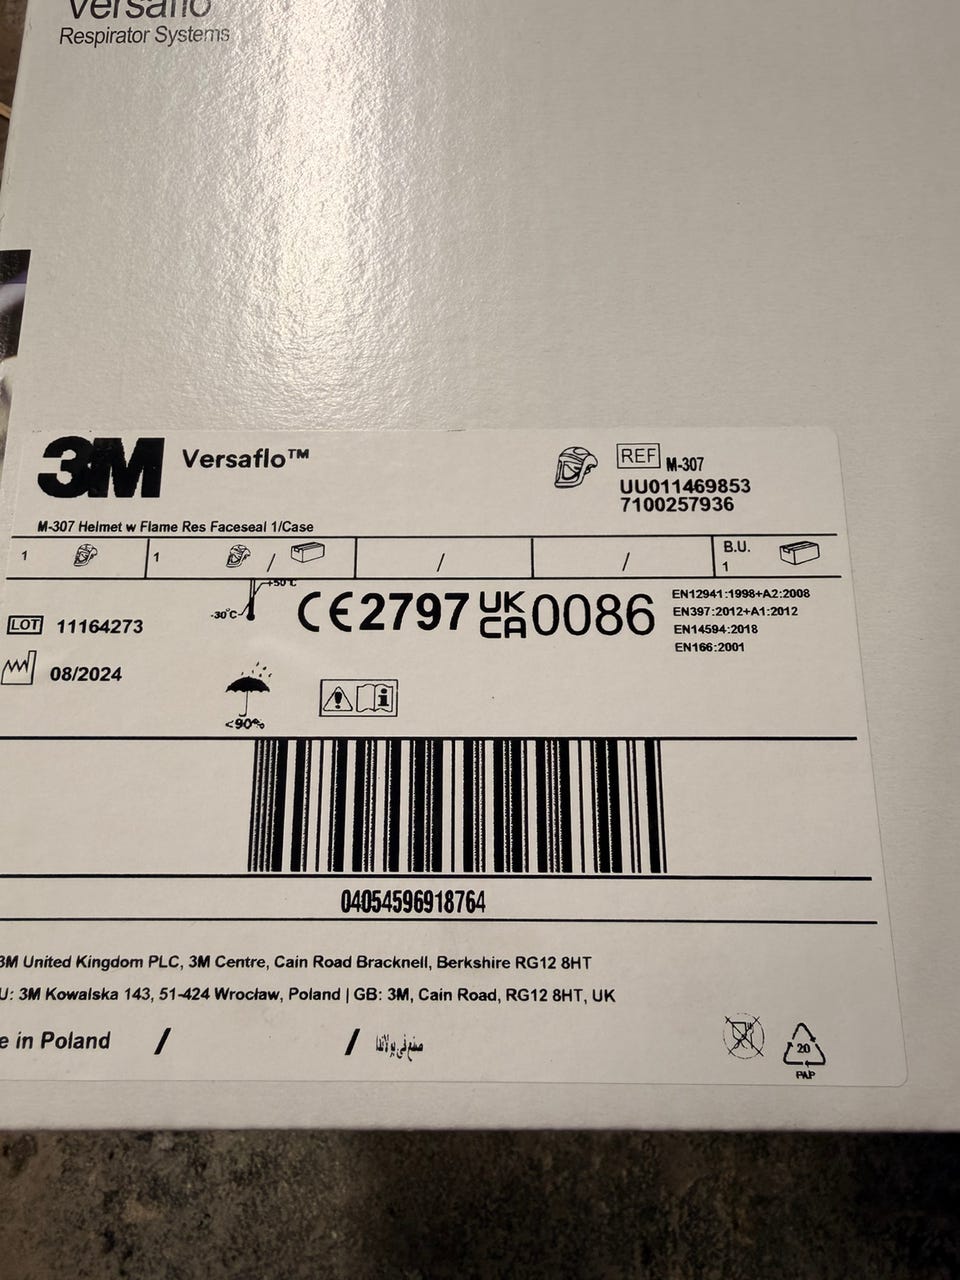 Versaflo
Respirator Systems
3M Versaflo™
REF M-307
UU011469853
7100257936
M-307 Helmet w Flame Res Faceseal 1/Case
1 1 / / / B.U.
1
+50°C
-30°C
CE2797 UK
CA 0086
EN12941:1998+A2:2008
EN397:2012+A1:2012
EN14594:2018
EN166:2001
LOT 11164273
08/2024
<90%
04054596918764
3M United Kingdom PLC, 3M Centre, Cain Road Bracknell, Berkshire RG12 8HT
U: 3M Kowalska 143, 51-424 Wrocław, Poland | GB: 3M, Cain Road, RG12 8HT, UK
e in Poland / / صنع في بولاندا
20
PAP